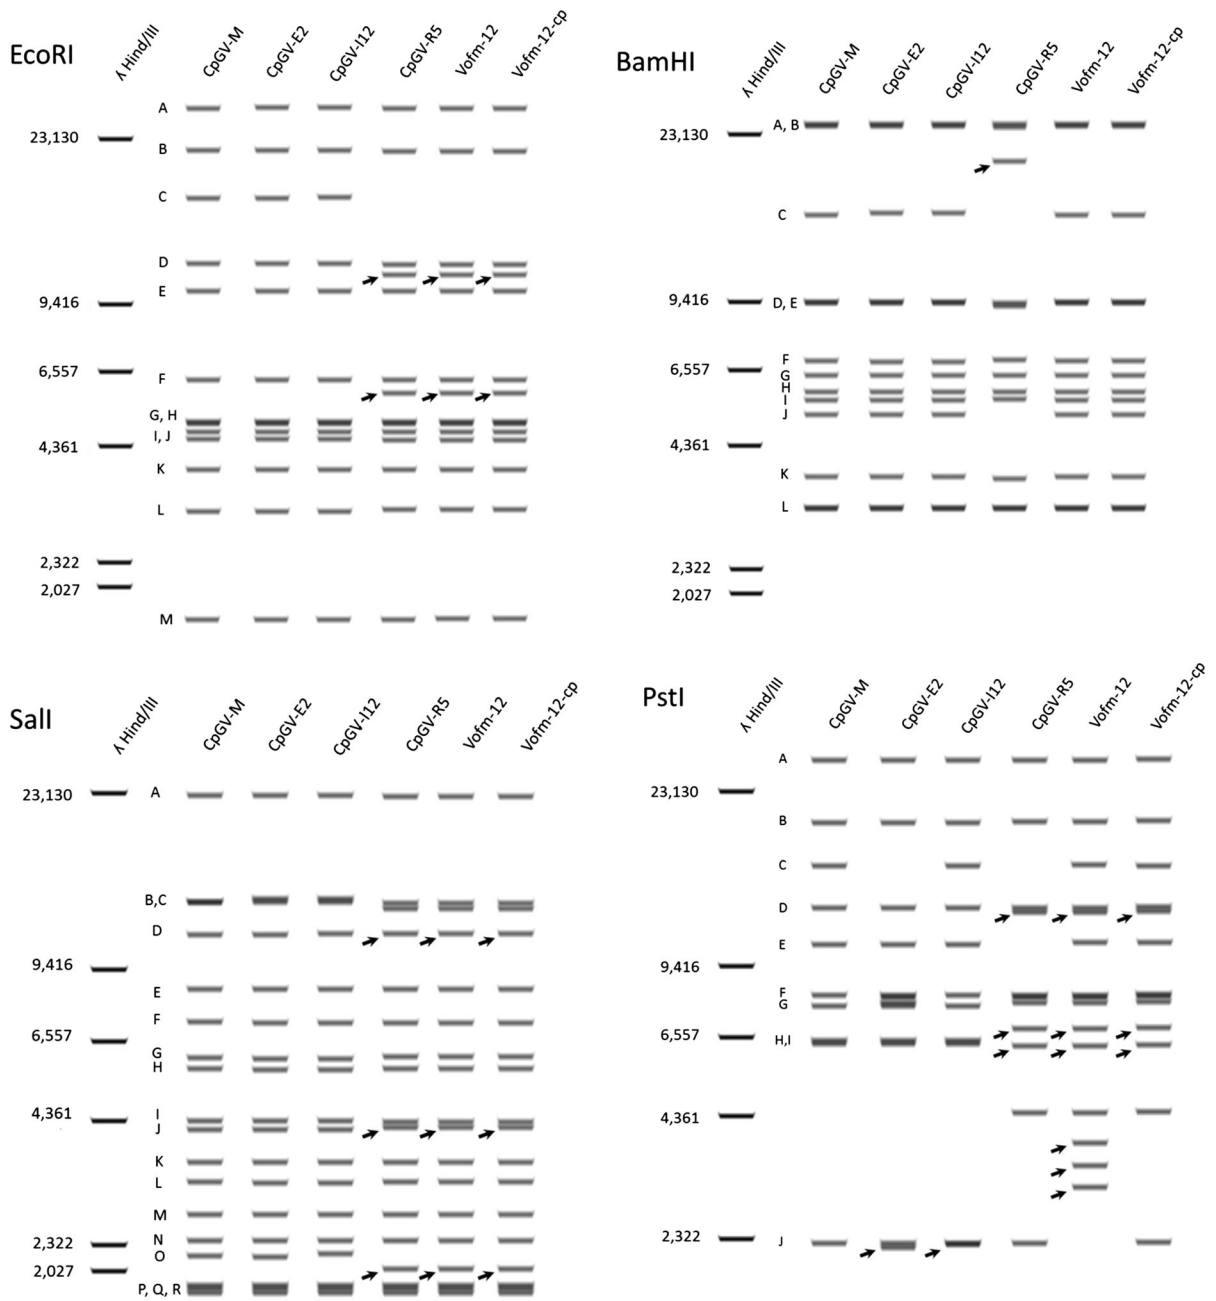 EcoRI
λ Hind/III
CpGV-M
CpGV-E2
CpGV-I12
CpGV-R5
Vofm-12
Vofm-12-cp
A
23,130
B
C
D
E
9,416
6,557
F
G, H
I, J
4,361
K
L
2,322
2,027
M
BamHI
λ Hind/III
CpGV-M
CpGV-E2
CpGV-I12
CpGV-R5
Vofm-12
Vofm-12-cp
A, B
23,130
C
9,416
D, E
F
6,557
G
H
I
J
4,361
K
L
2,322
2,027
SalI
λ Hind/III
CpGV-M
CpGV-E2
CpGV-I12
CpGV-R5
Vofm-12
Vofm-12-cp
23,130
A
B,C
D
9,416
E
F
6,557
G
H
4,361
I
J
K
L
M
N
2,322
O
2,027
P, Q, R
PstI
λ Hind/III
CpGV-M
CpGV-E2
CpGV-I12
CpGV-R5
Vofm-12
Vofm-12-cp
A
23,130
B
C
D
E
9,416
F
G
6,557
H,I
4,361
2,322
J